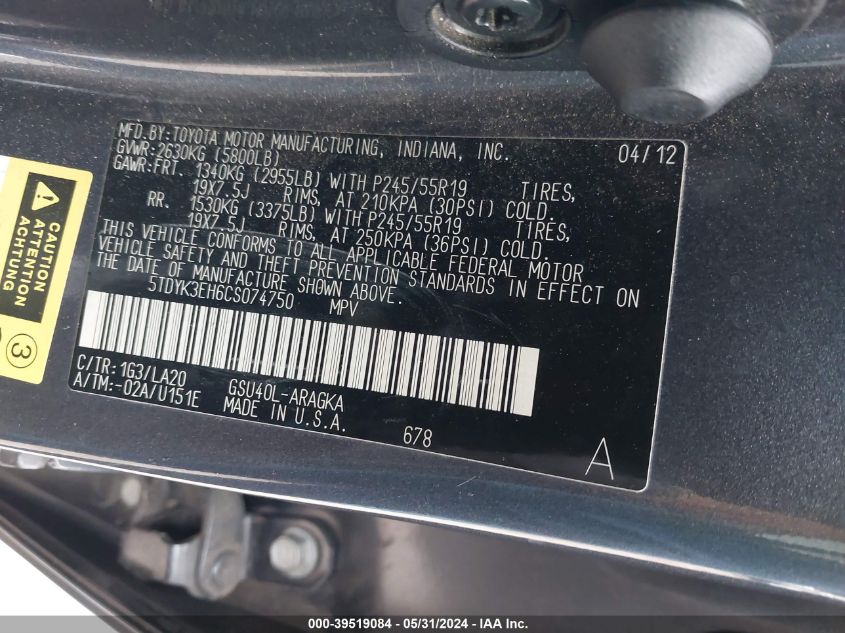 MFD.BY:TOYOTA MOTOR MANUFACTURING, INDIANA, INC. 04/12
GVWR:2630KG (5800LB)
GAWR:FRT. 1340KG (2955LB) WITH P245/55R19 TIRES,
19X7.5J RIMS, AT 210KPA (30PSI) COLD.
RR. 1530KG (3375LB) WITH P245/55R19 TIRES,
19X7.5J RIMS, AT 250KPA (36PSI) COLD.
THIS VEHICLE CONFORMS TO ALL APPLICABLE FEDERAL MOTOR
VEHICLE SAFETY AND THEFT PREVENTION STANDARDS IN EFFECT ON
THE DATE OF MANUFACTURE SHOWN ABOVE.
5TDYK3EH6CS074750 MPV
C/TR:1G3/LA20 GSU40L-ARAGKA
A/TM:-02A/U151E MADE IN U.S.A.
678
A
CAUTION
ATTENTION
ACHTUNG
3
000-39519084 - 05/31/2024 - IAA Inc.